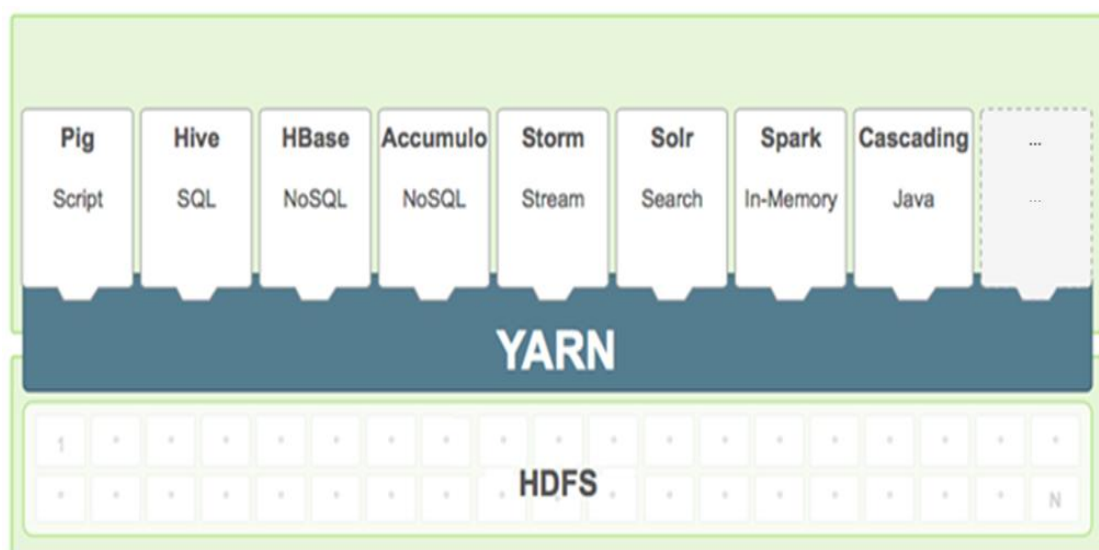 Pig Hive HBase Accumulo Storm Solr Spark Cascading ...
Script SQL NoSQL NoSQL Stream Search In-Memory Java ...
YARN
1 * * * * * * * * * * * * * * * * * *
HDFS
* * * * * * * * * * * * * * * * * * N